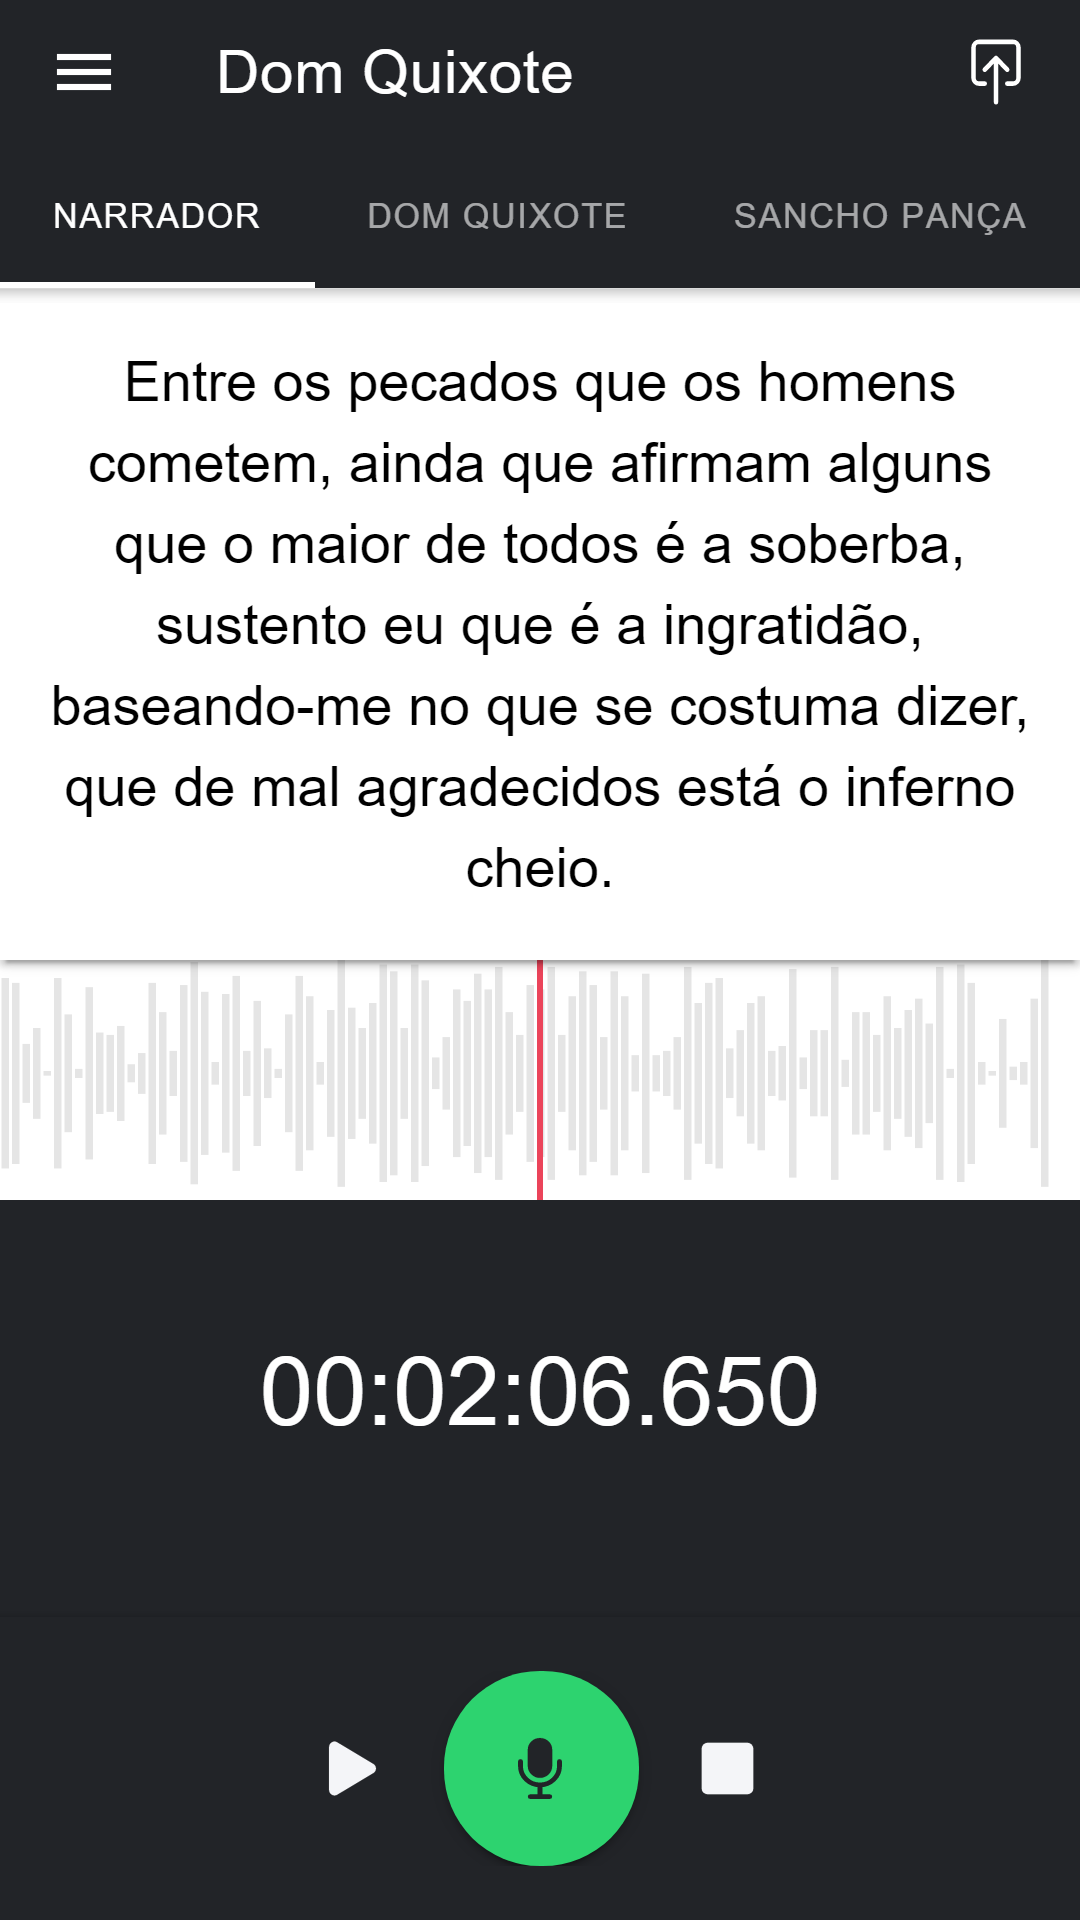 Dom Quixote
NARRADOR
DOM QUIXOTE
SANCHO PANÇA
Entre os pecados que os homens
cometem, ainda que afirmam alguns
que o maior de todos é a soberba,
sustento eu que é a ingratidão,
baseando-me no que se costuma dizer,
que de mal agradecidos está o inferno
cheio.
00:02:06.650